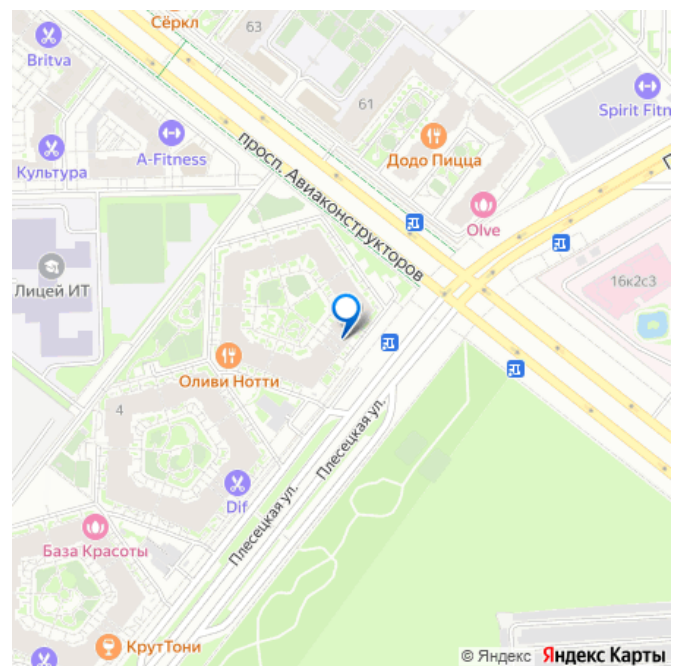 Сёркл
63
Britva
61
Spirit Fitn
A-Fitness
Додо Пицца
Культура
просп. Авиаконструкторов
П
Olve
Лицей ИТ
16к2с3
Оливи Нотти
4
Плесецкая ул.
Dif
Плесецкая ул.
База Красоты
КрутТони
© Яндекс Яндекс Карты